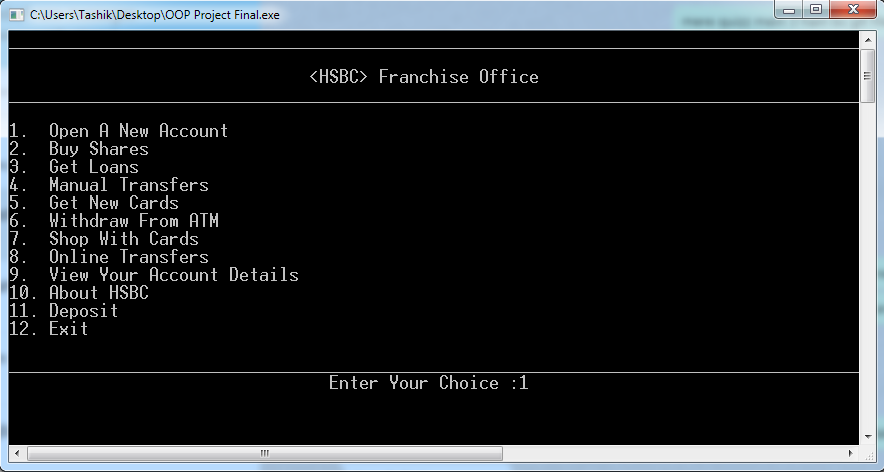 C:\Users\Tashik\Desktop\OOP Project Final.exe
<HSBC> Franchise Office
1. Open A New Account
2. Buy Shares
3. Get Loans
4. Manual Transfers
5. Get New Cards
6. Withdraw From ATM
7. Shop With Cards
8. Online Transfers
9. View Your Account Details
10. About HSBC
11. Deposit
12. Exit
Enter Your Choice :1